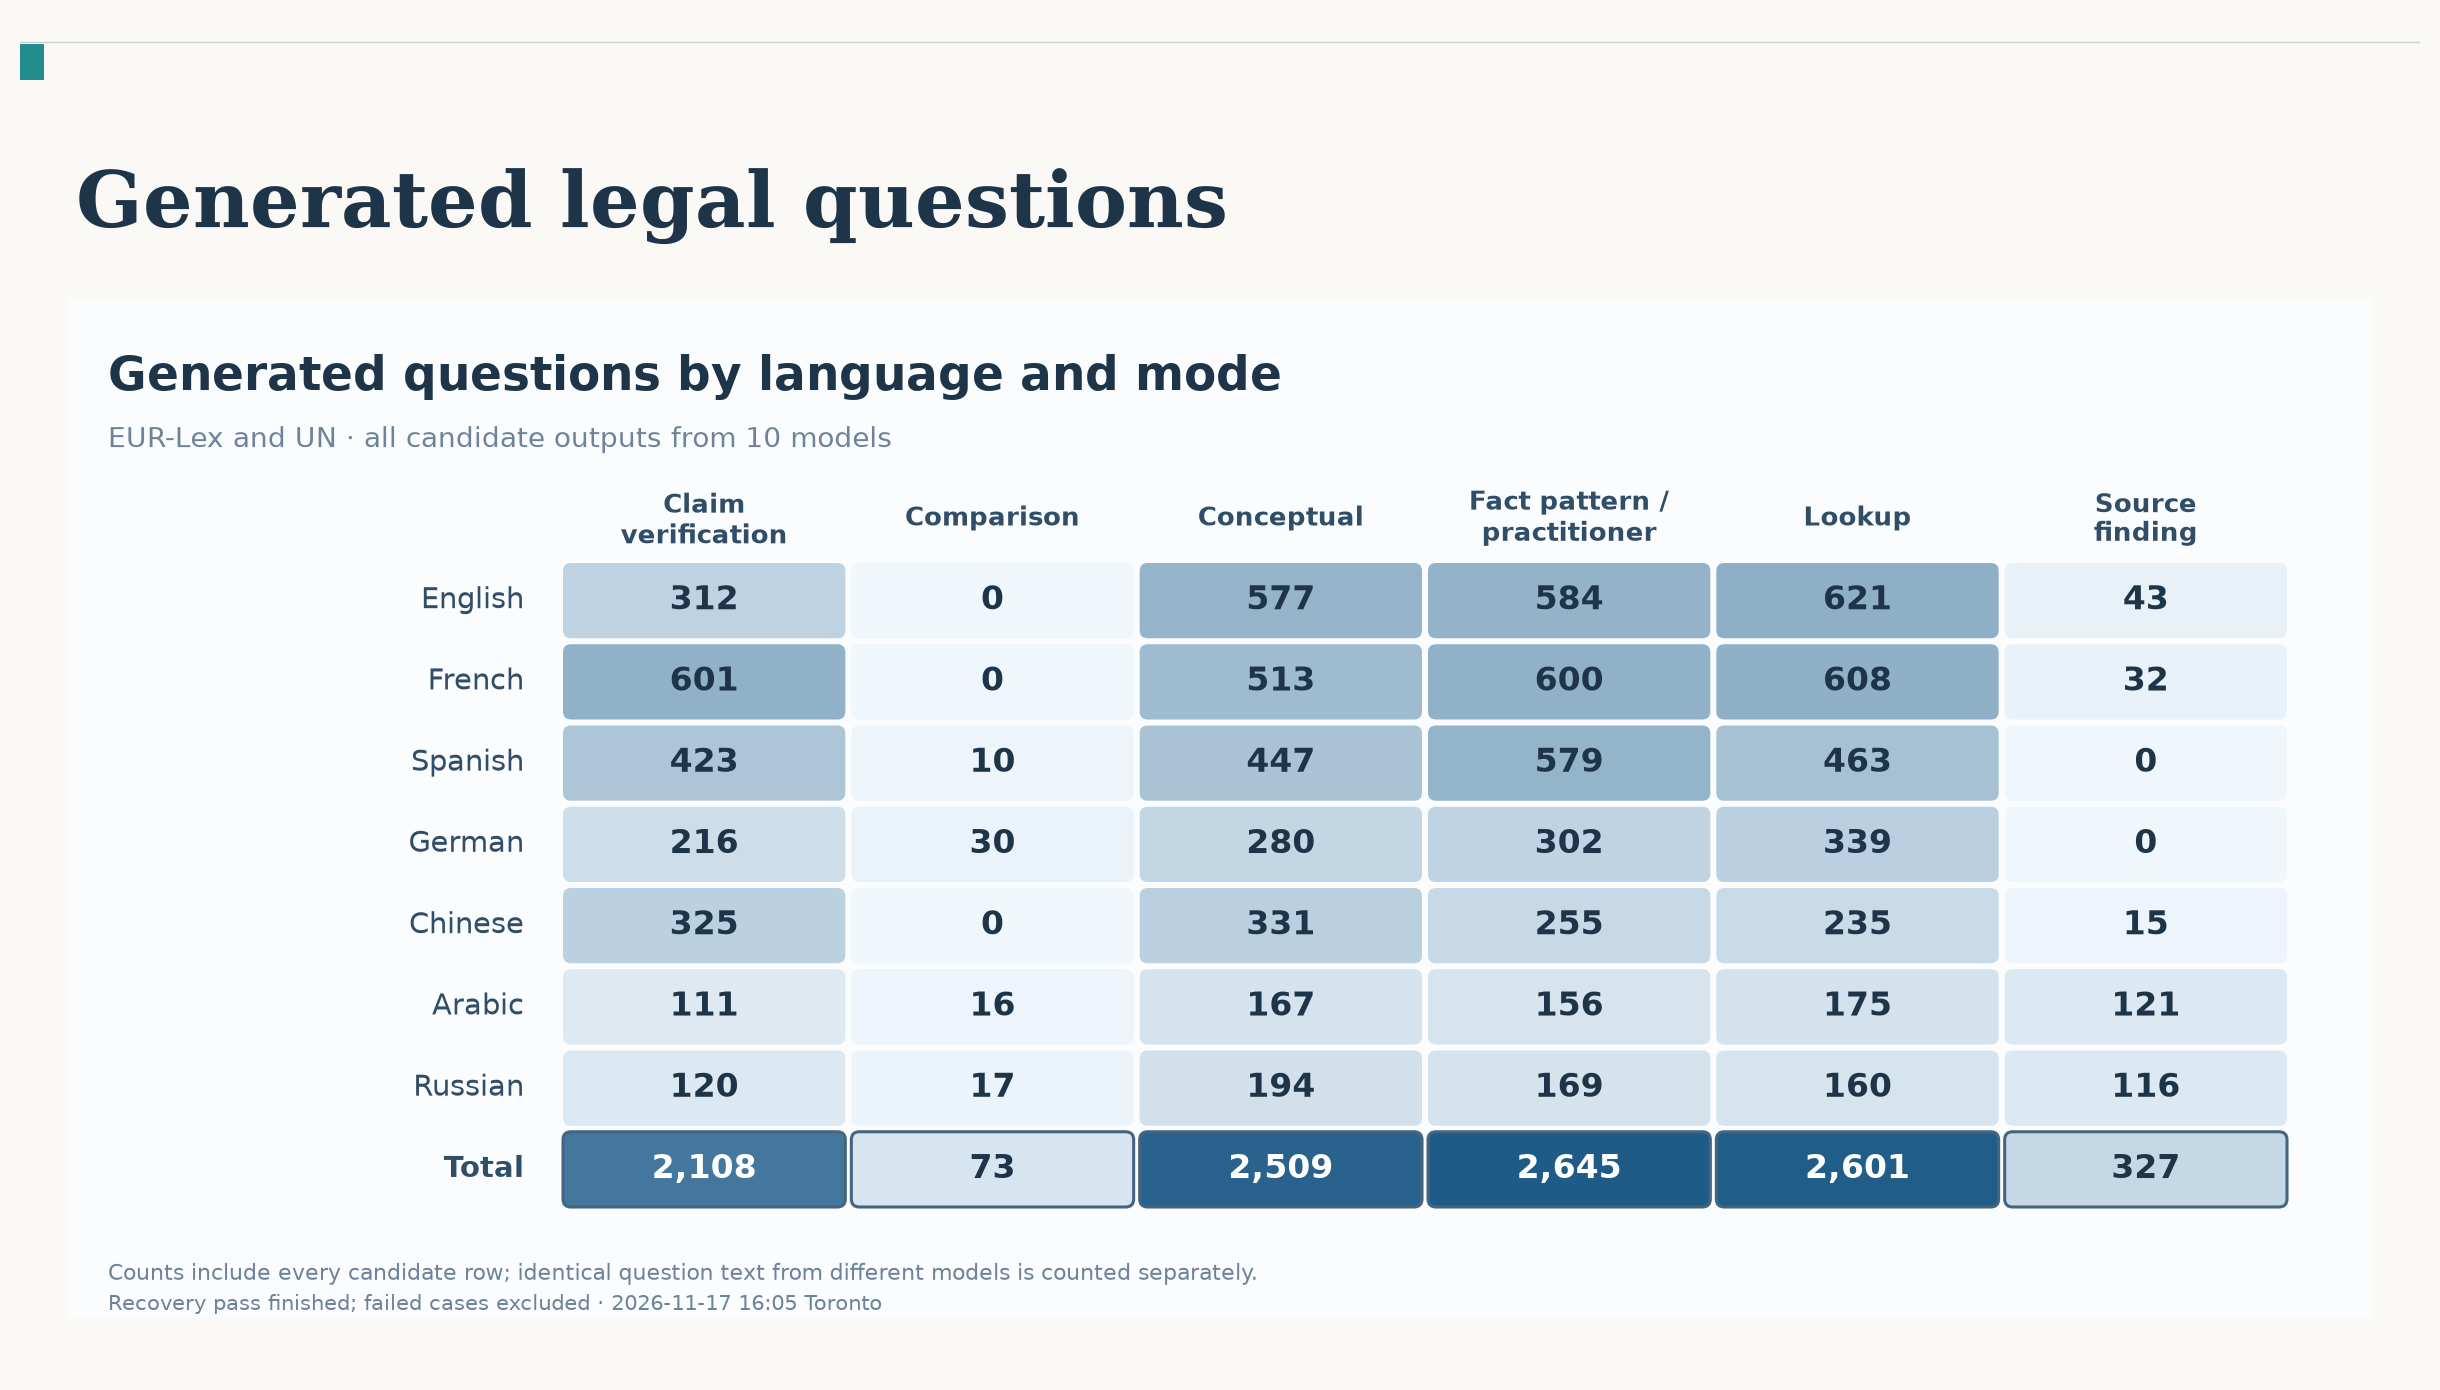 Generated legal questions
Generated questions by language and mode
EUR-Lex and UN · all candidate outputs from 10 models
Claim
verification
Comparison
Conceptual
Fact pattern /
practitioner
Lookup
Source
finding
English 312 0 577 584 621 43
French 601 0 513 600 608 32
Spanish 423 10 447 579 463 0
German 216 30 280 302 339 0
Chinese 325 0 331 255 235 15
Arabic 111 16 167 156 175 121
Russian 120 17 194 169 160 116
Total 2,108 73 2,509 2,645 2,601 327
Counts include every candidate row; identical question text from different models is counted separately.
Recovery pass finished; failed cases excluded · 2026-11-17 16:05 Toronto